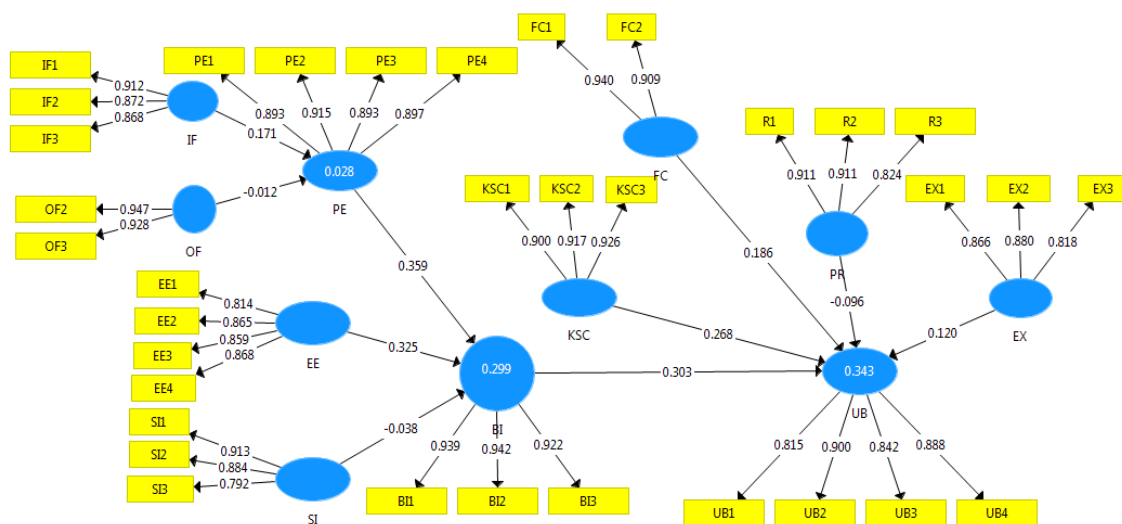 FC1
FC2
IF1
IF2
IF3
0.912
0.872
0.868
IF
0.171
PE1
PE2
PE3
PE4
0.893
0.915
0.893
0.897
0.028
PE
0.940
0.909
FC
R1
R2
R3
0.911
0.911
0.824
PR
KSC1
KSC2
KSC3
0.900
0.917
0.926
KSC
EX1
EX2
EX3
0.866
0.880
0.818
EX
OF2
OF3
0.947
0.928
OF
-0.012
0.359
0.186
-0.096
0.120
0.268
EE1
EE2
EE3
EE4
0.814
0.865
0.859
0.868
EE
0.325
0.299
BI
0.303
0.343
UB
SI1
SI2
SI3
0.913
0.884
0.792
SI
-0.038
0.939
0.942
0.922
BI1
BI2
BI3
0.815
0.900
0.842
0.888
UB1
UB2
UB3
UB4